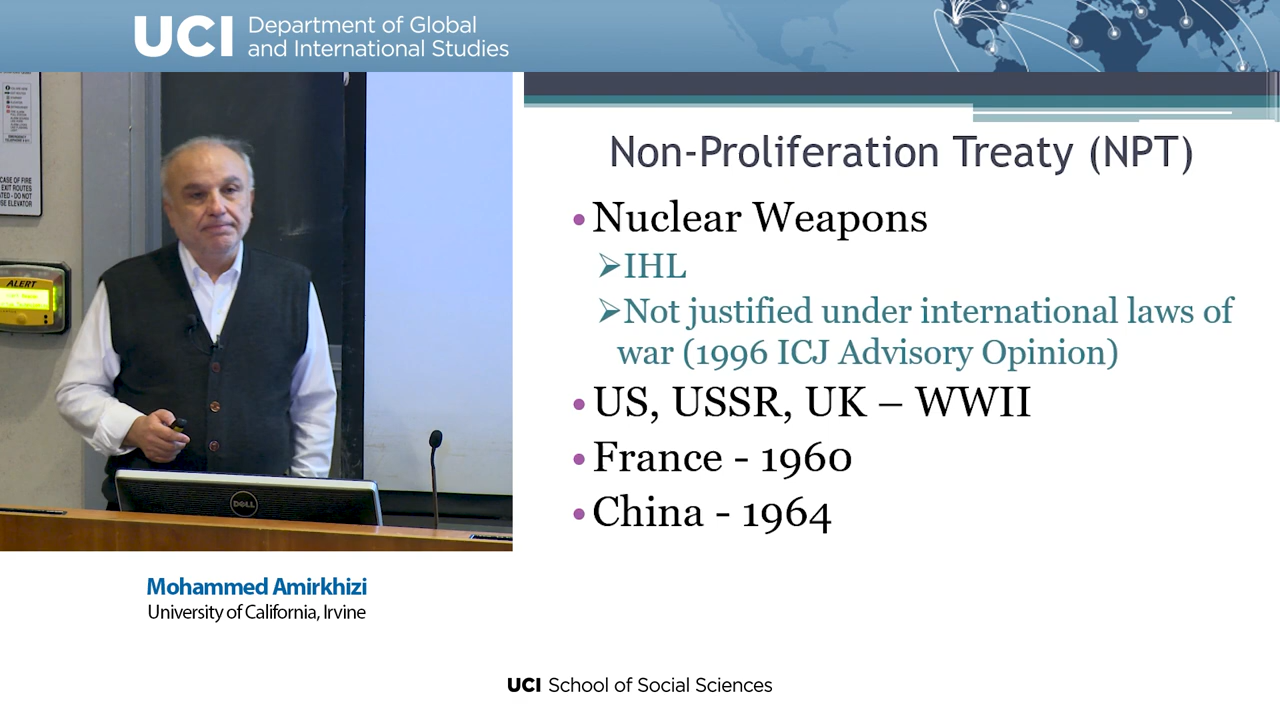 UCI Department of Global
and International Studies
CASE OF FIRE
EXIT ROUTES
ELEVATOR
ALERT
DELL
Non-Proliferation Treaty (NPT)
•Nuclear Weapons
➢IHL
➢Not justified under international laws of
war (1996 ICJ Advisory Opinion)
•US, USSR, UK – WWII
•France - 1960
•China - 1964
Mohammed Amirkhizi
University of California, Irvine
UCI School of Social Sciences